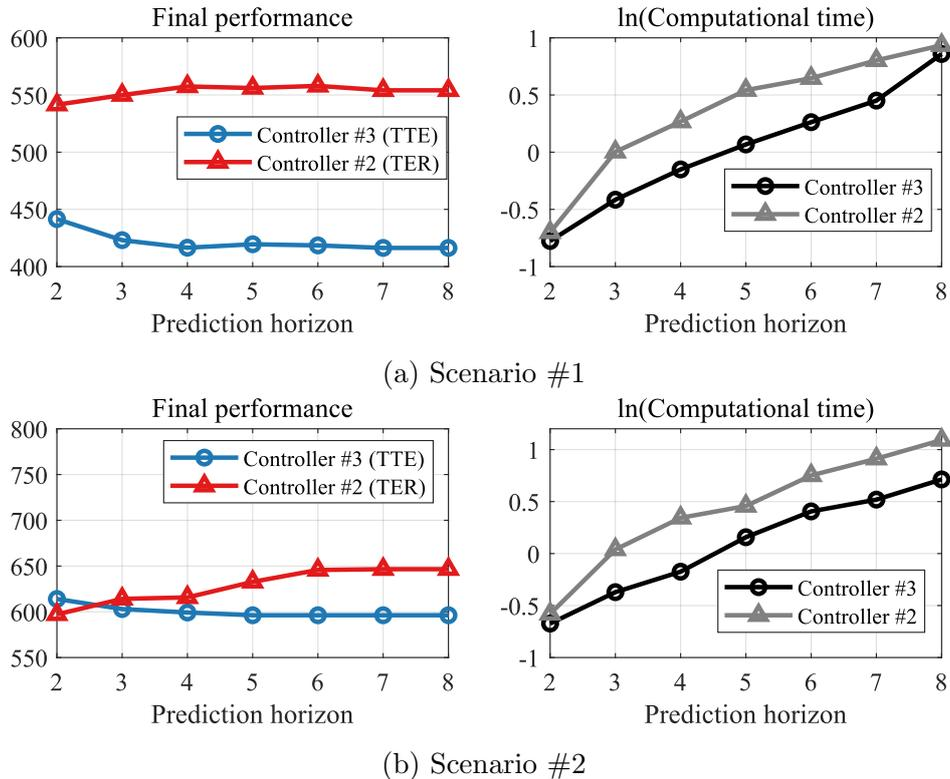 Final performance
600
550
500
450
400
Controller #3 (TTE)
Controller #2 (TER)
2 3 4 5 6 7 8
Prediction horizon
ln(Computational time)
1
0.5
0
-0.5
-1
Controller #3
Controller #2
2 3 4 5 6 7 8
Prediction horizon
(a) Scenario #1
Final performance
800
750
700
650
600
550
Controller #3 (TTE)
Controller #2 (TER)
2 3 4 5 6 7 8
Prediction horizon
ln(Computational time)
1
0.5
0
-0.5
-1
Controller #3
Controller #2
2 3 4 5 6 7 8
Prediction horizon
(b) Scenario #2